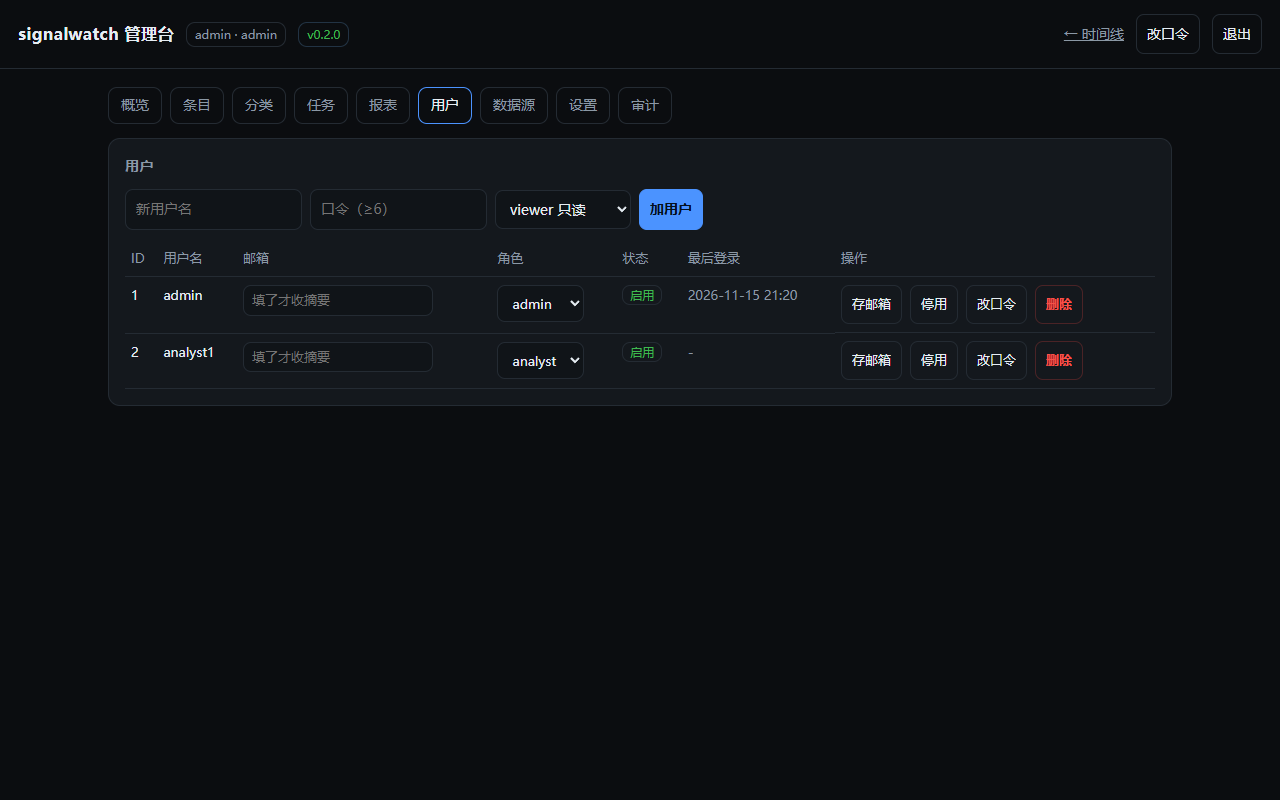 signalwatch 管理台 admin · admin v0.2.0 ← 时间线 改口令 退出
概览 条目 分类 任务 报表 用户 数据源 设置 审计
用户
新用户名 口令（≥6） viewer 只读 加用户
ID 用户名 邮箱 角色 状态 最后登录 操作
1 admin 填了才收摘要 admin 启用 2026-11-15 21:20 存邮箱 停用 改口令 删除
2 analyst1 填了才收摘要 analyst 启用 - 存邮箱 停用 改口令 删除